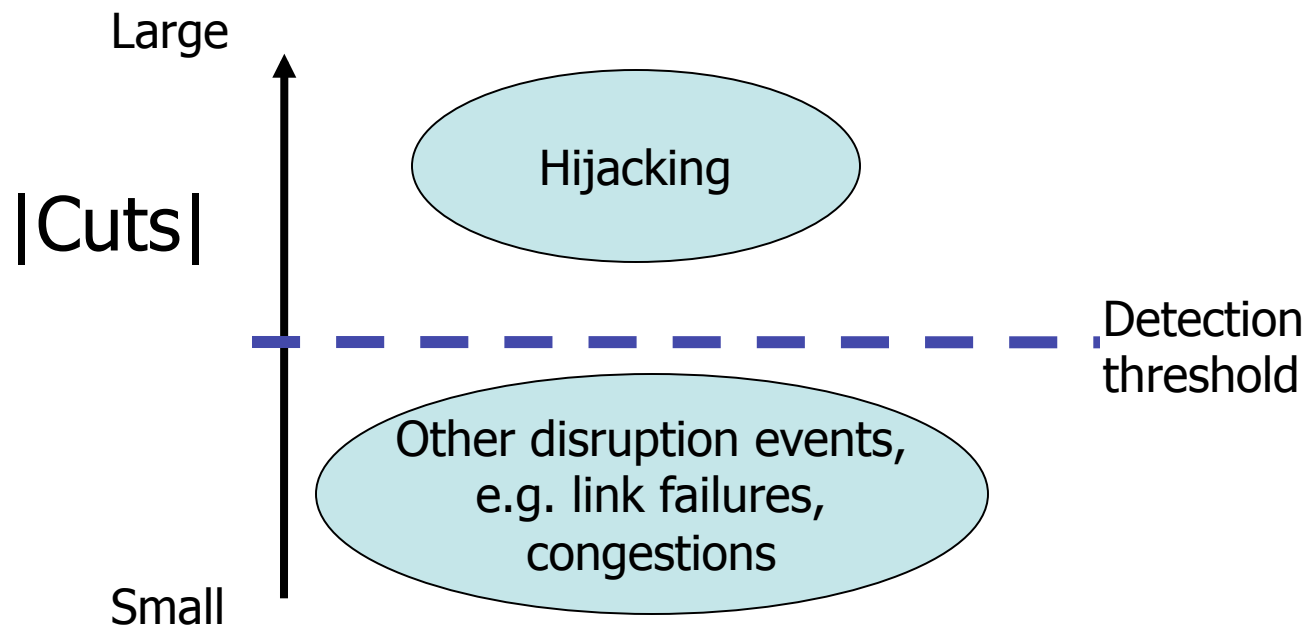 Large
Hijacking
|Cuts|
Detection
threshold
Other disruption events,
e.g. link failures,
congestions
Small